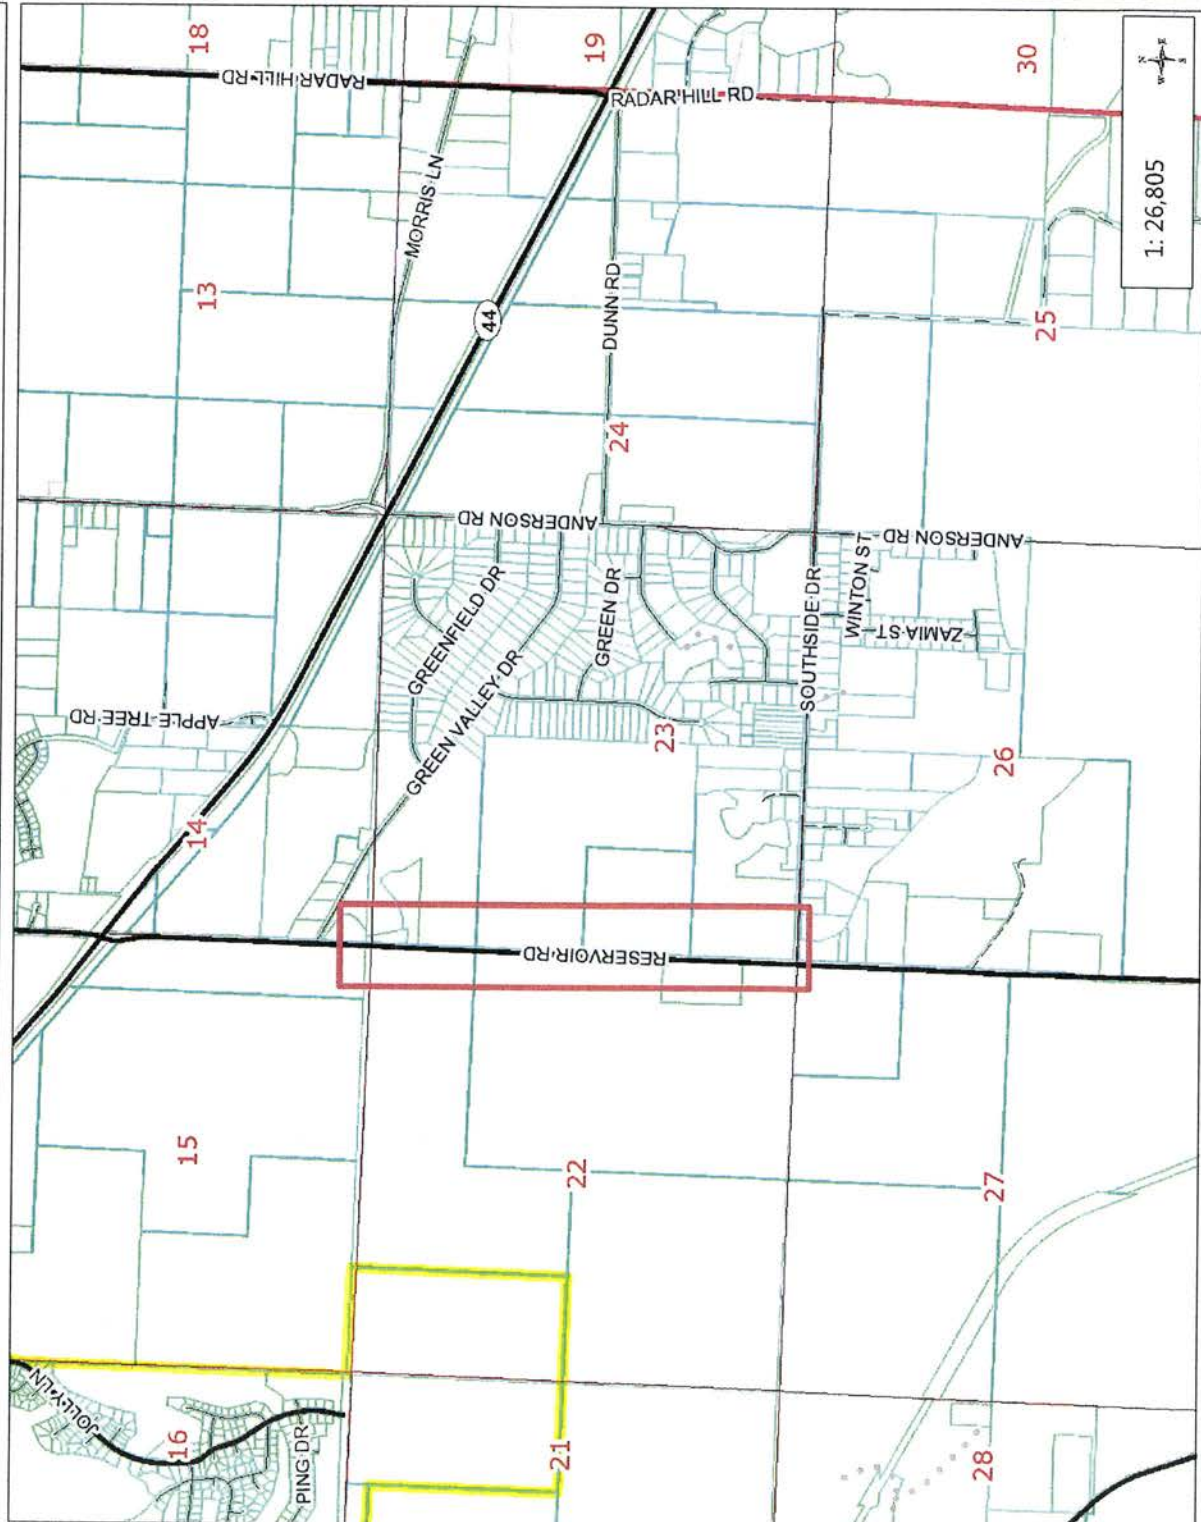 18
RADAR HILL RD
19
RADAR HILL RD
30
N
W E
S
1: 26,805
MORRIS LN
13
44
DUNN RD
25
24
ANDERSON RD
ANDERSON RD
GREENFIELD DR
GREEN VALLEY DR
GREEN DR
SOUTHSIDE DR
WINTON ST
ZAMIA ST
APPLE TREE RD
23
26
14
RESERVOIR RD
15
22
27
JOLLY LN
16
PING DR
21
28